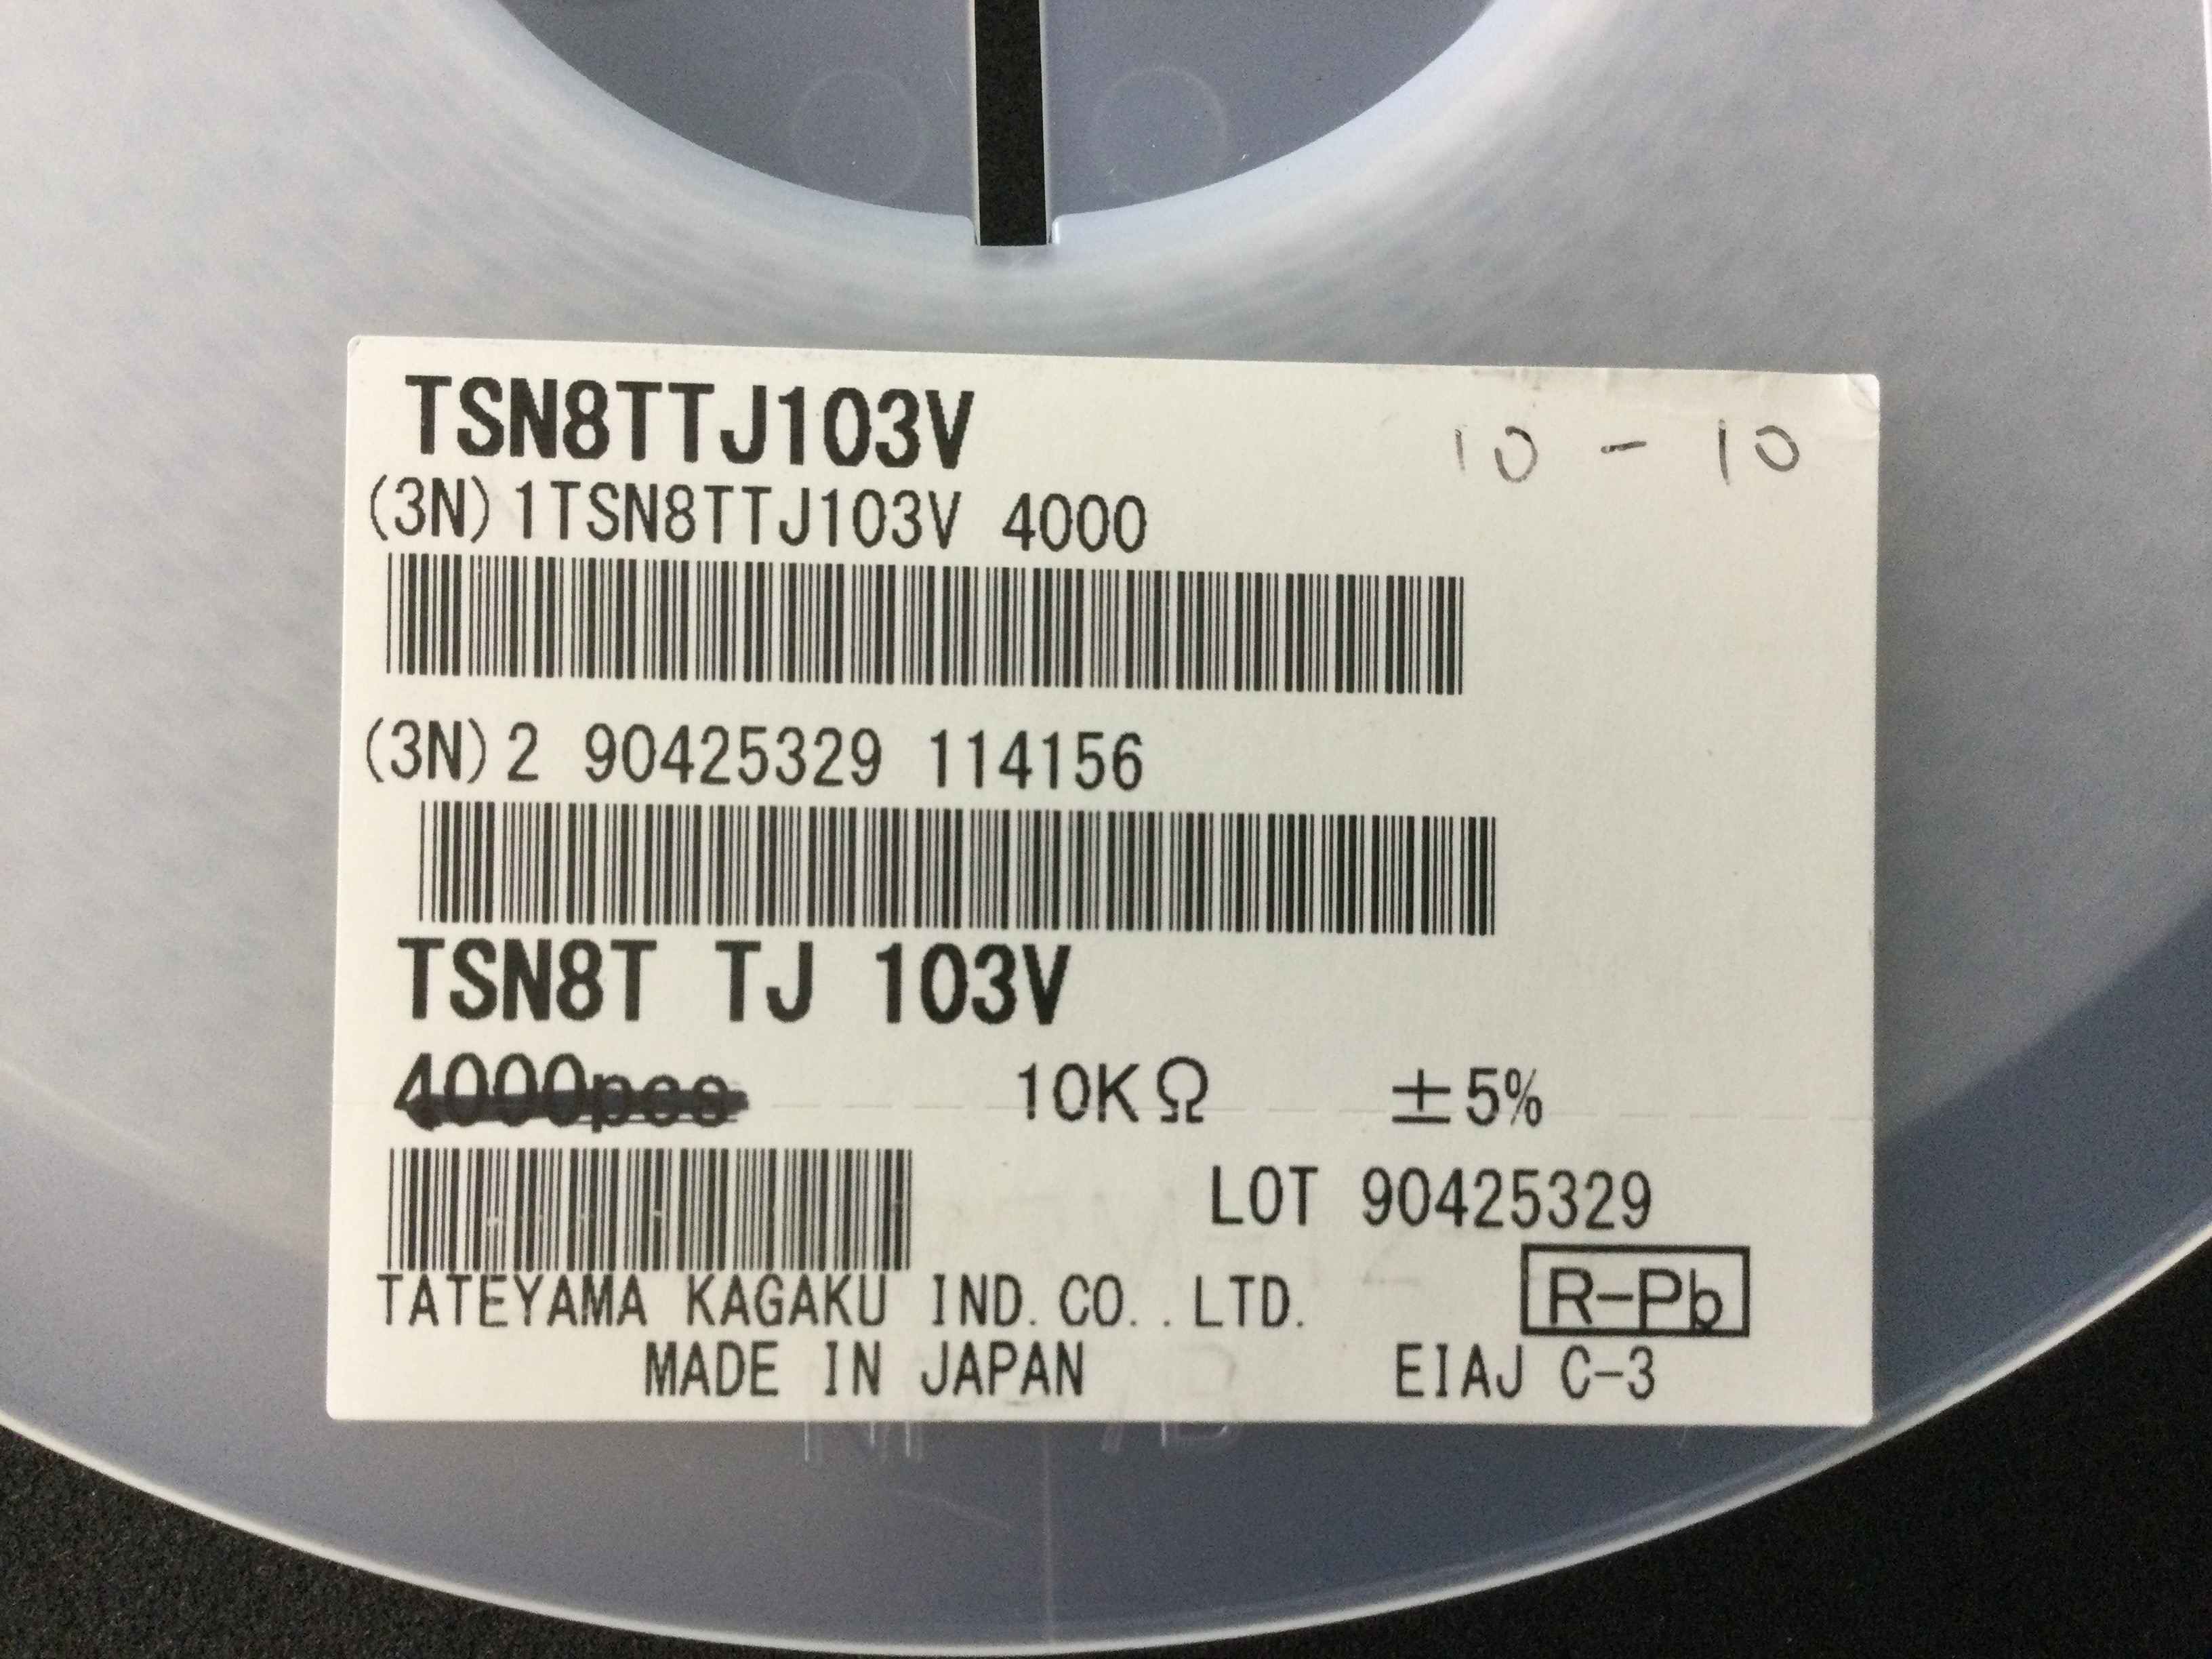 TSN8TTJ103V
10 - 10
(3N)1TSN8TTJ103V 4000
(3N)2 90425329 114156
TSN8T TJ 103V
4000pcs 10KΩ ±5%
LOT 90425329
TATEYAMA KAGAKU IND.CO..LTD. R-Pb
MADE IN JAPAN EIAJ C-3